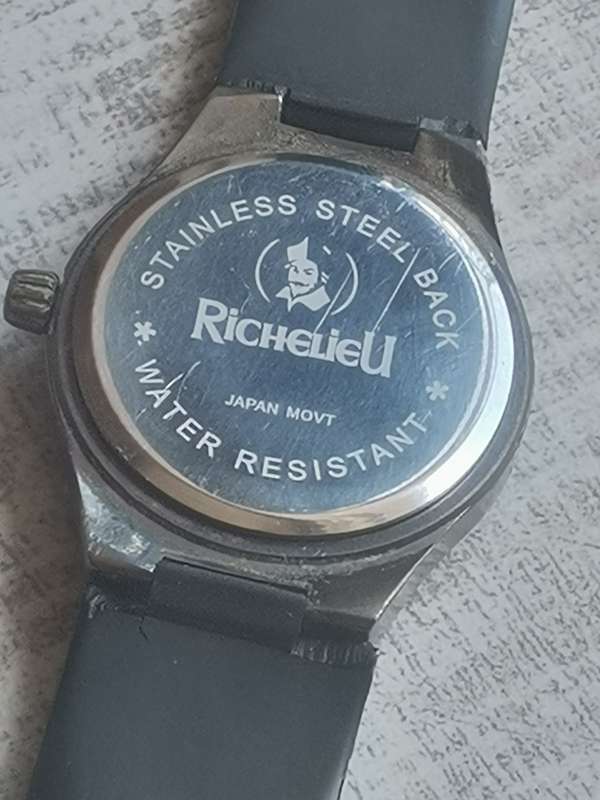 STAINLESS STEEL BACK
RiCHELieU
JAPAN MOVT
* WATER RESISTANT *